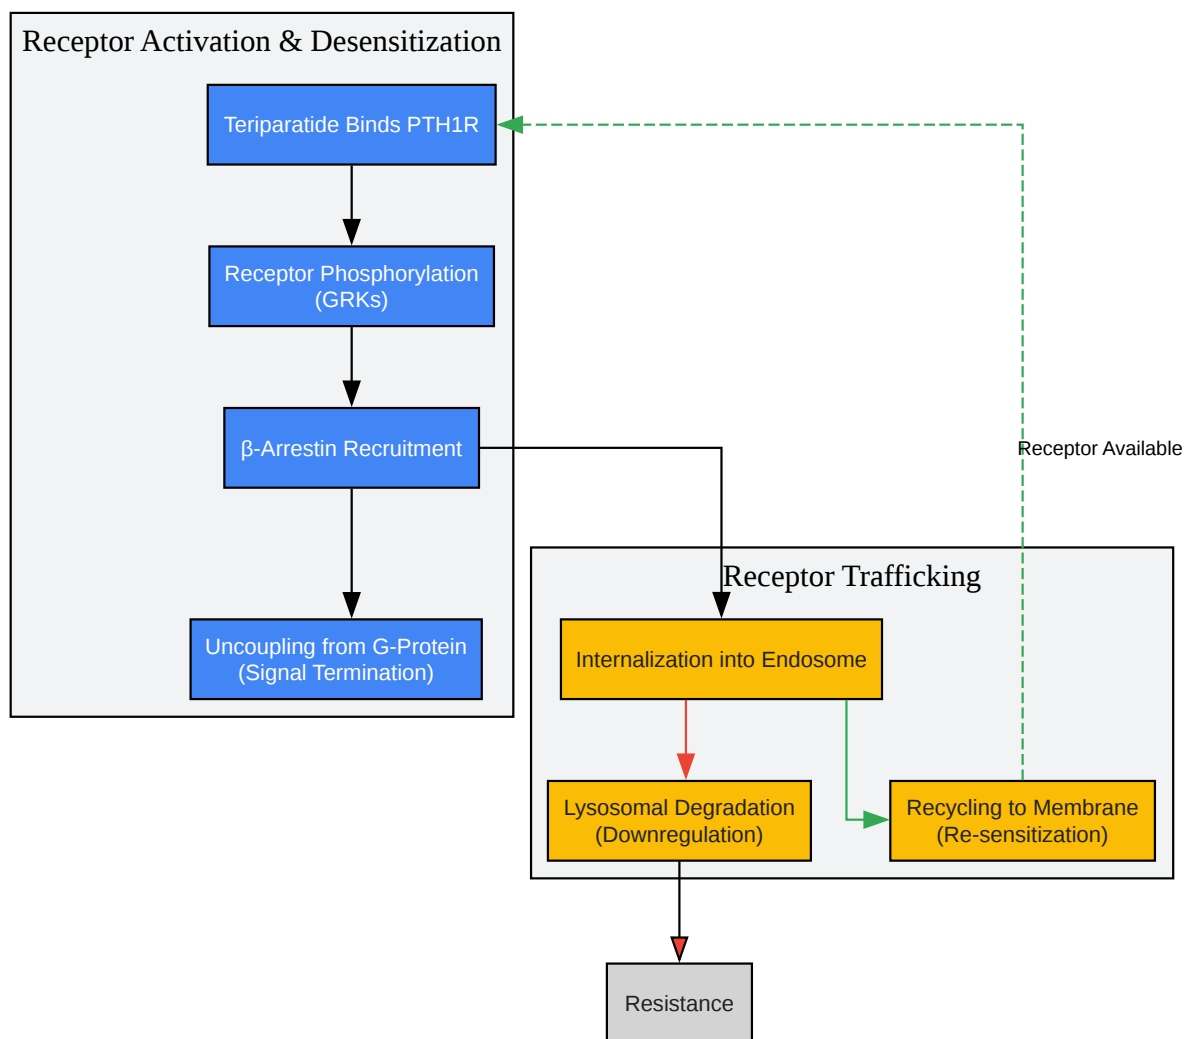 Receptor Activation & Desensitization
Teriparatide Binds PTH1R
Receptor Phosphorylation
(GRKs)
β-Arrestin Recruitment
Receptor Available
Uncoupling from G-Protein
(Signal Termination)
Receptor Trafficking
Internalization into Endosome
Lysosomal Degradation
(Downregulation)
Recycling to Membrane
(Re-sensitization)
Resistance